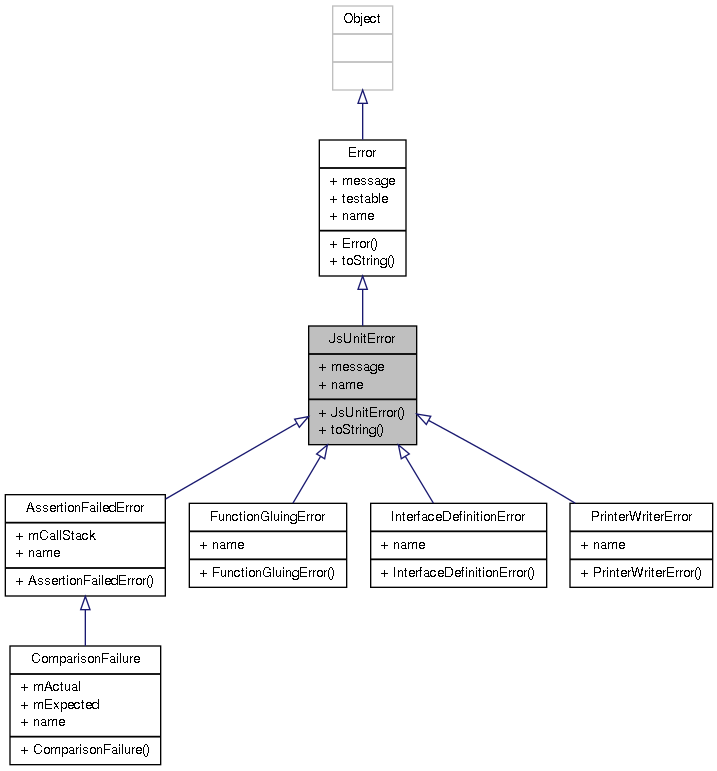 Object
Error
+ message
+ testable
+ name
+ Error()
+ toString()
JsUnitError
+ message
+ name
+ JsUnitError()
+ toString()
AssertionFailedError
+ mCallStack
+ name
+ AssertionFailedError()
FunctionGluingError
+ name
+ FunctionGluingError()
InterfaceDefinitionError
+ name
+ InterfaceDefinitionError()
PrinterWriterError
+ name
+ PrinterWriterError()
ComparisonFailure
+ mActual
+ mExpected
+ name
+ ComparisonFailure()